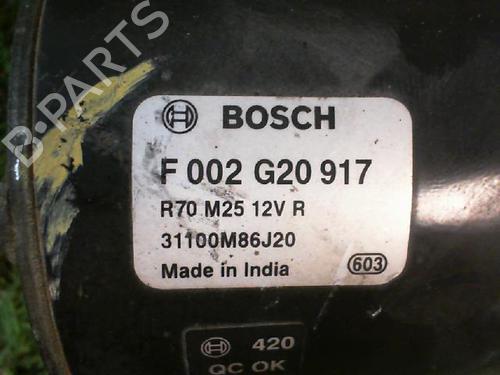 B-PARTS
BOSCH
F 002 G20 917
R70 M25 12V R
31100M86J20
Made in India 603
420
QC OK